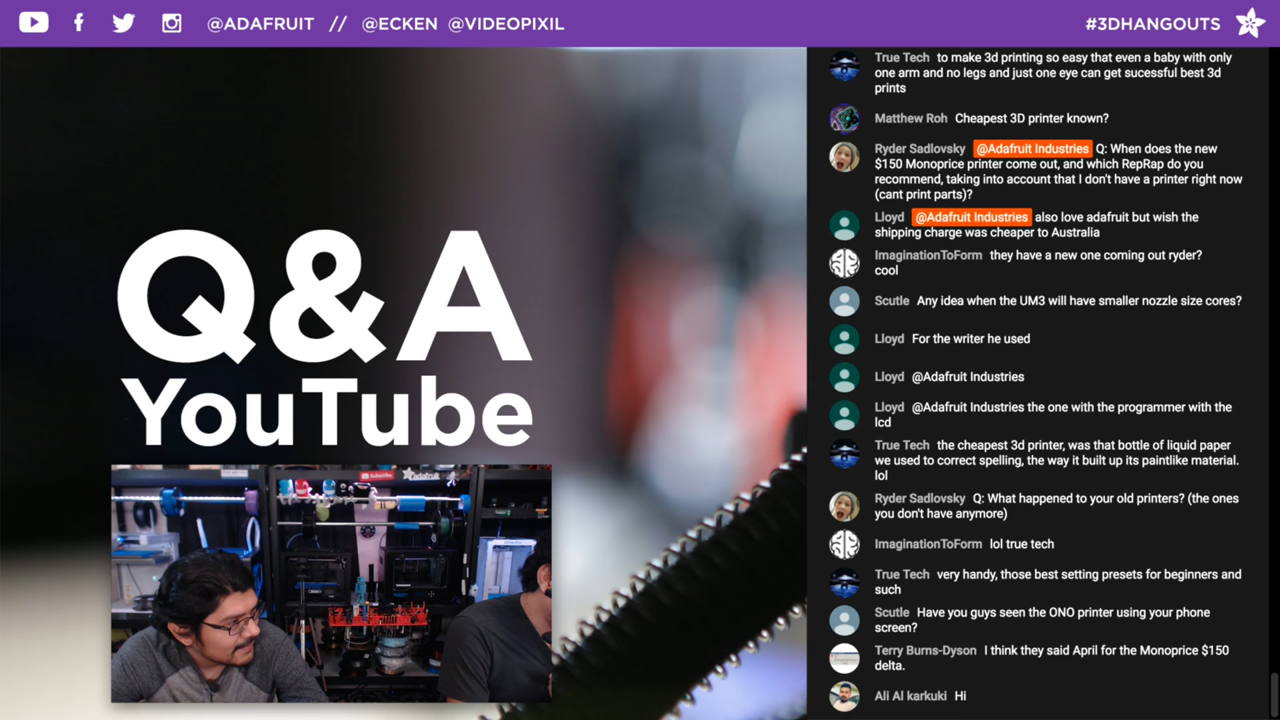 @ADAFRUIT // @ECKEN @VIDEOPIXIL
#3DHANGOUTS
Q&A
YouTube
Subscribe
adafruit
True Tech to make 3d printing so easy that even a baby with only
one arm and no legs and just one eye can get sucessful best 3d
prints
Matthew Roh Cheapest 3D printer known?
Ryder Sadlovsky @Adafruit Industries Q: When does the new
$150 Monoprice printer come out, and which RepRap do you
recommend, taking into account that I don't have a printer right now
(cant print parts)?
Lloyd @Adafruit Industries also love adafruit but wish the
shipping charge was cheaper to Australia
ImaginationToForm they have a new one coming out ryder?
cool
Scutle Any idea when the UM3 will have smaller nozzle size cores?
Lloyd For the writer he used
Lloyd @Adafruit Industries
Lloyd @Adafruit Industries the one with the programmer with the
lcd
True Tech the cheapest 3d printer, was that bottle of liquid paper
we used to correct spelling, the way it built up its paintlike material.
lol
Ryder Sadlovsky Q: What happened to your old printers? (the ones
you don't have anymore)
ImaginationToForm lol true tech
True Tech very handy, those best setting presets for beginners and
such
Scutle Have you guys seen the ONO printer using your phone
screen?
Terry Burns-Dyson I think they said April for the Monoprice $150
delta.
Ali Al karkuki Hi